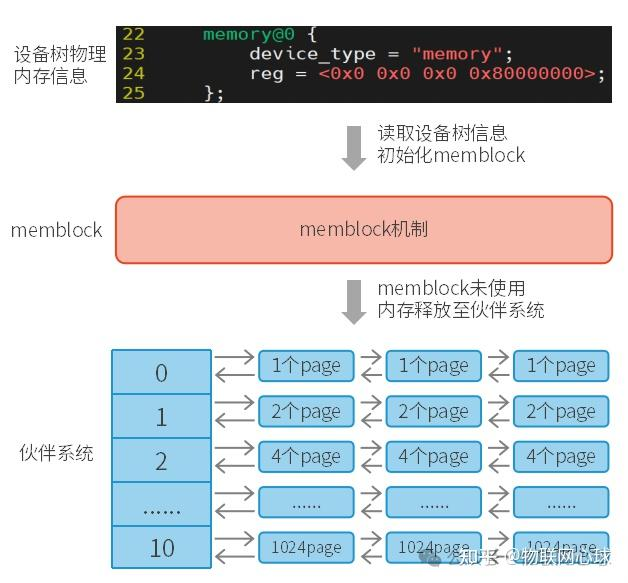 设备树物理
内存信息
22 memory@0 {
23 device_type = "memory";
24 reg = <0x0 0x0 0x0 0x80000000>;
25 };
读取设备树信息
初始化memblock
memblock
memblock机制
memblock未使用
内存释放至伙伴系统
伙伴系统
0 1个page 1个page 1个page
1 2个page 2个page 2个page
2 4个page 4个page 4个page
...... ...... ...... ......
10 1024page 1024page 1024page
知乎 @物联网心球